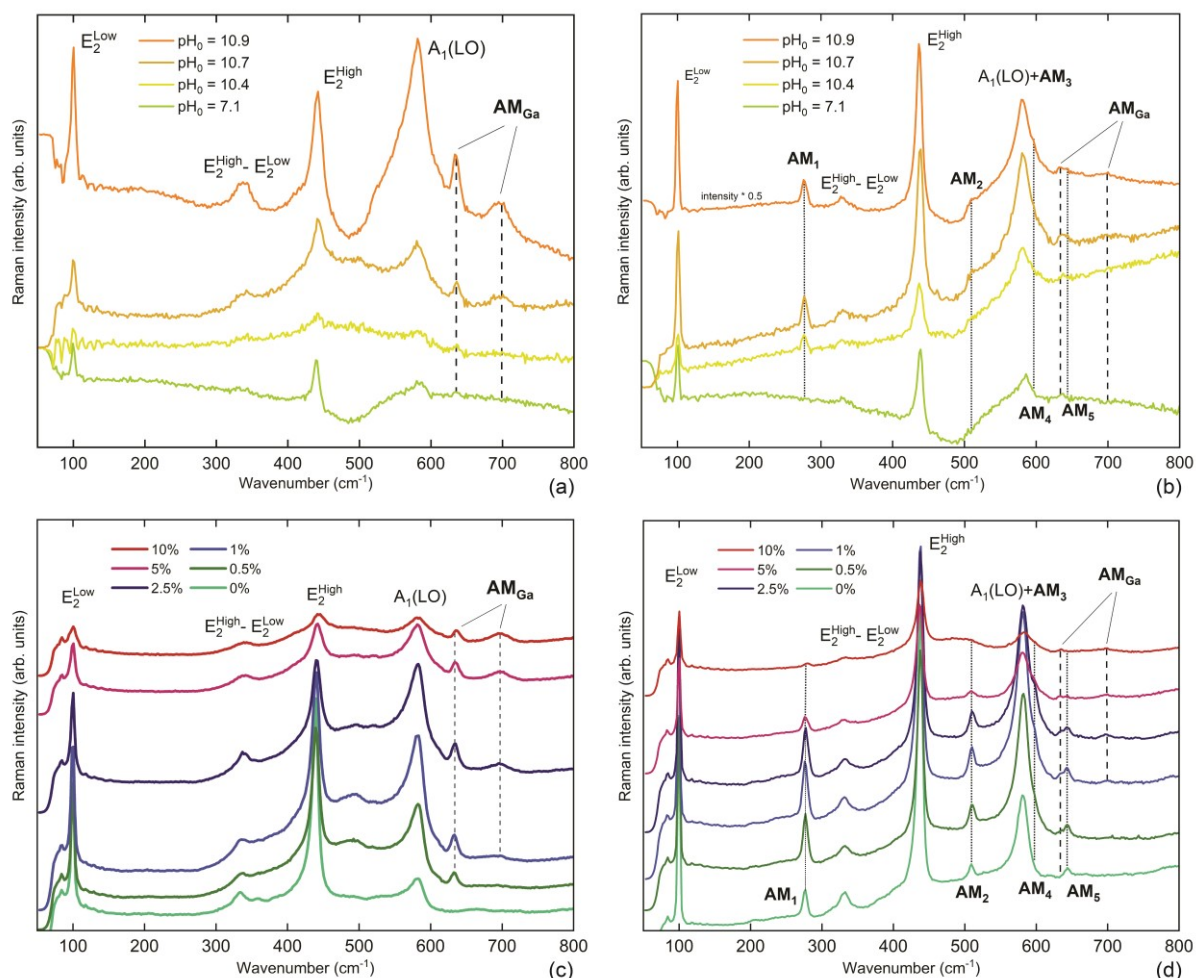 E₂ᴸᵒʷ
pH₀ = 10.9
pH₀ = 10.7
pH₀ = 10.4
pH₀ = 7.1
E₂ᴴⁱᵍʰ
A₁(LO)
AM_Ga
E₂ᴴⁱᵍʰ- E₂ᴸᵒʷ
Raman intensity (arb. units)
100 200 300 400 500 600 700 800
Wavenumber (cm⁻¹)
(a)
E₂ᴸᵒʷ
pH₀ = 10.9
pH₀ = 10.7
pH₀ = 10.4
pH₀ = 7.1
E₂ᴴⁱᵍʰ
A₁(LO)+AM₃
AM_Ga
AM₁
E₂ᴴⁱᵍʰ- E₂ᴸᵒʷ
AM₂
intensity * 0.5
AM₄
AM₅
Raman intensity (arb. units)
100 200 300 400 500 600 700 800
Wavenumber (cm⁻¹)
(b)
10% 1%
5% 0.5%
2.5% 0%
E₂ᴸᵒʷ
E₂ᴴⁱᵍʰ- E₂ᴸᵒʷ
E₂ᴴⁱᵍʰ
A₁(LO)
AM_Ga
Raman intensity (arb. units)
100 200 300 400 500 600 700 800
Wavenumber (cm⁻¹)
(c)
10% 1%
5% 0.5%
2.5% 0%
E₂ᴸᵒʷ
E₂ᴴⁱᵍʰ
E₂ᴴⁱᵍʰ- E₂ᴸᵒʷ
A₁(LO)+AM₃
AM_Ga
AM₁
AM₂
AM₄
AM₅
Raman intensity (arb. units)
100 200 300 400 500 600 700 800
Wavenumber (cm⁻¹)
(d)